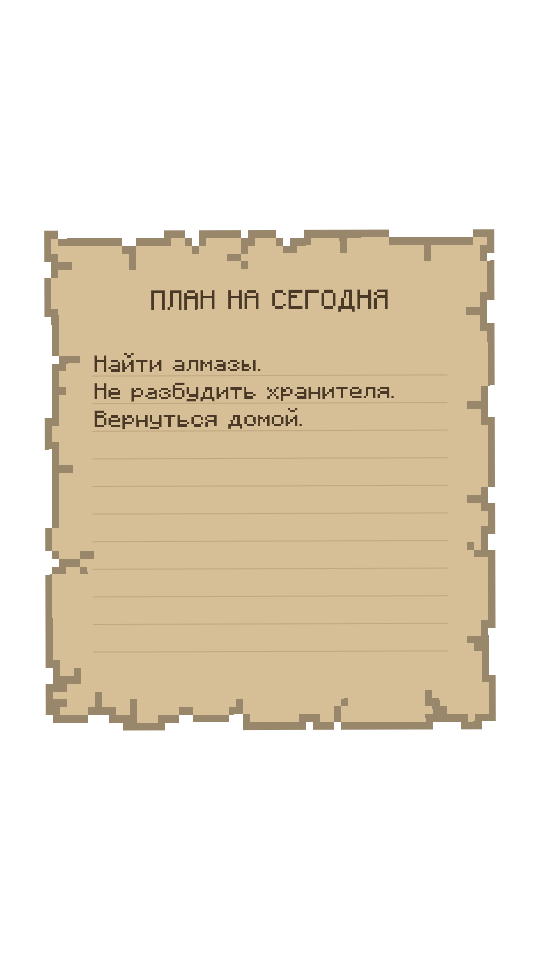 ПЛАН НА СЕГОДНЯ
Найти алмазы.
Не разбудить хранителя.
Вернуться домой.